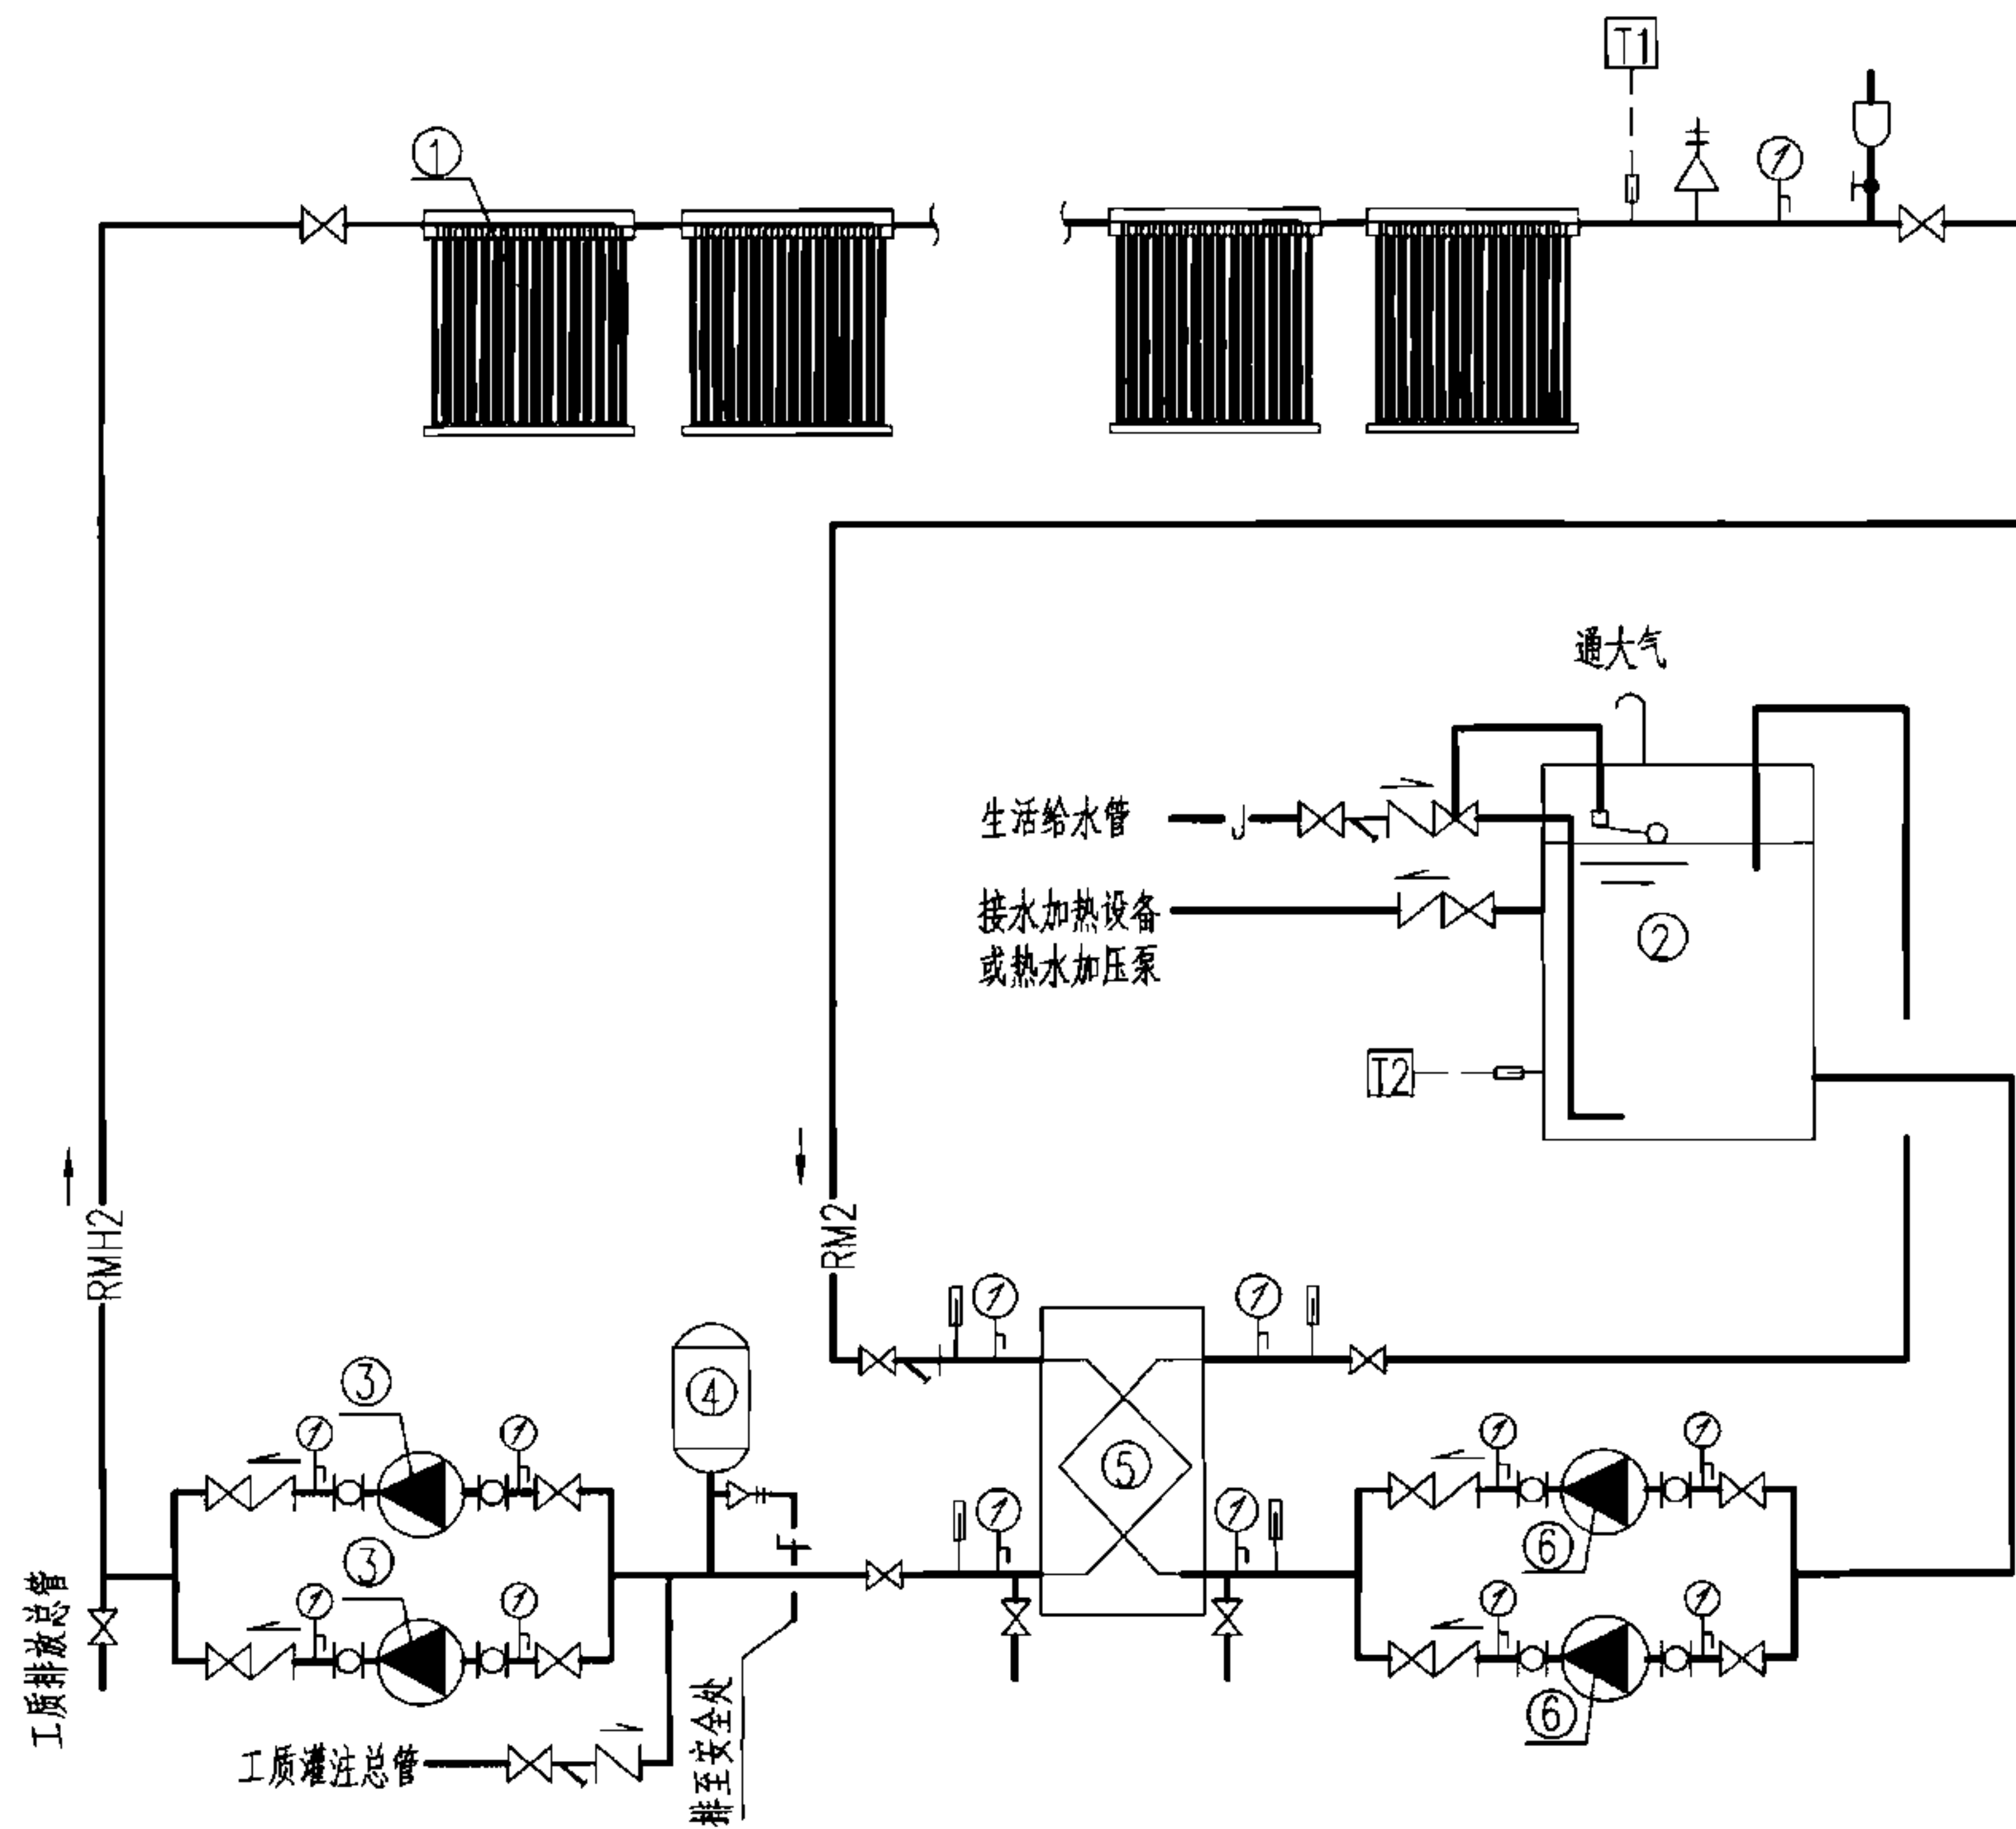 T1
1
通大气
生活给水管
J
接水加热设备
或热水加压泵
2
T2
RMH2
RM2
3
4
5
3
6
6
工质排放总管
工质灌注总管
排至安全处